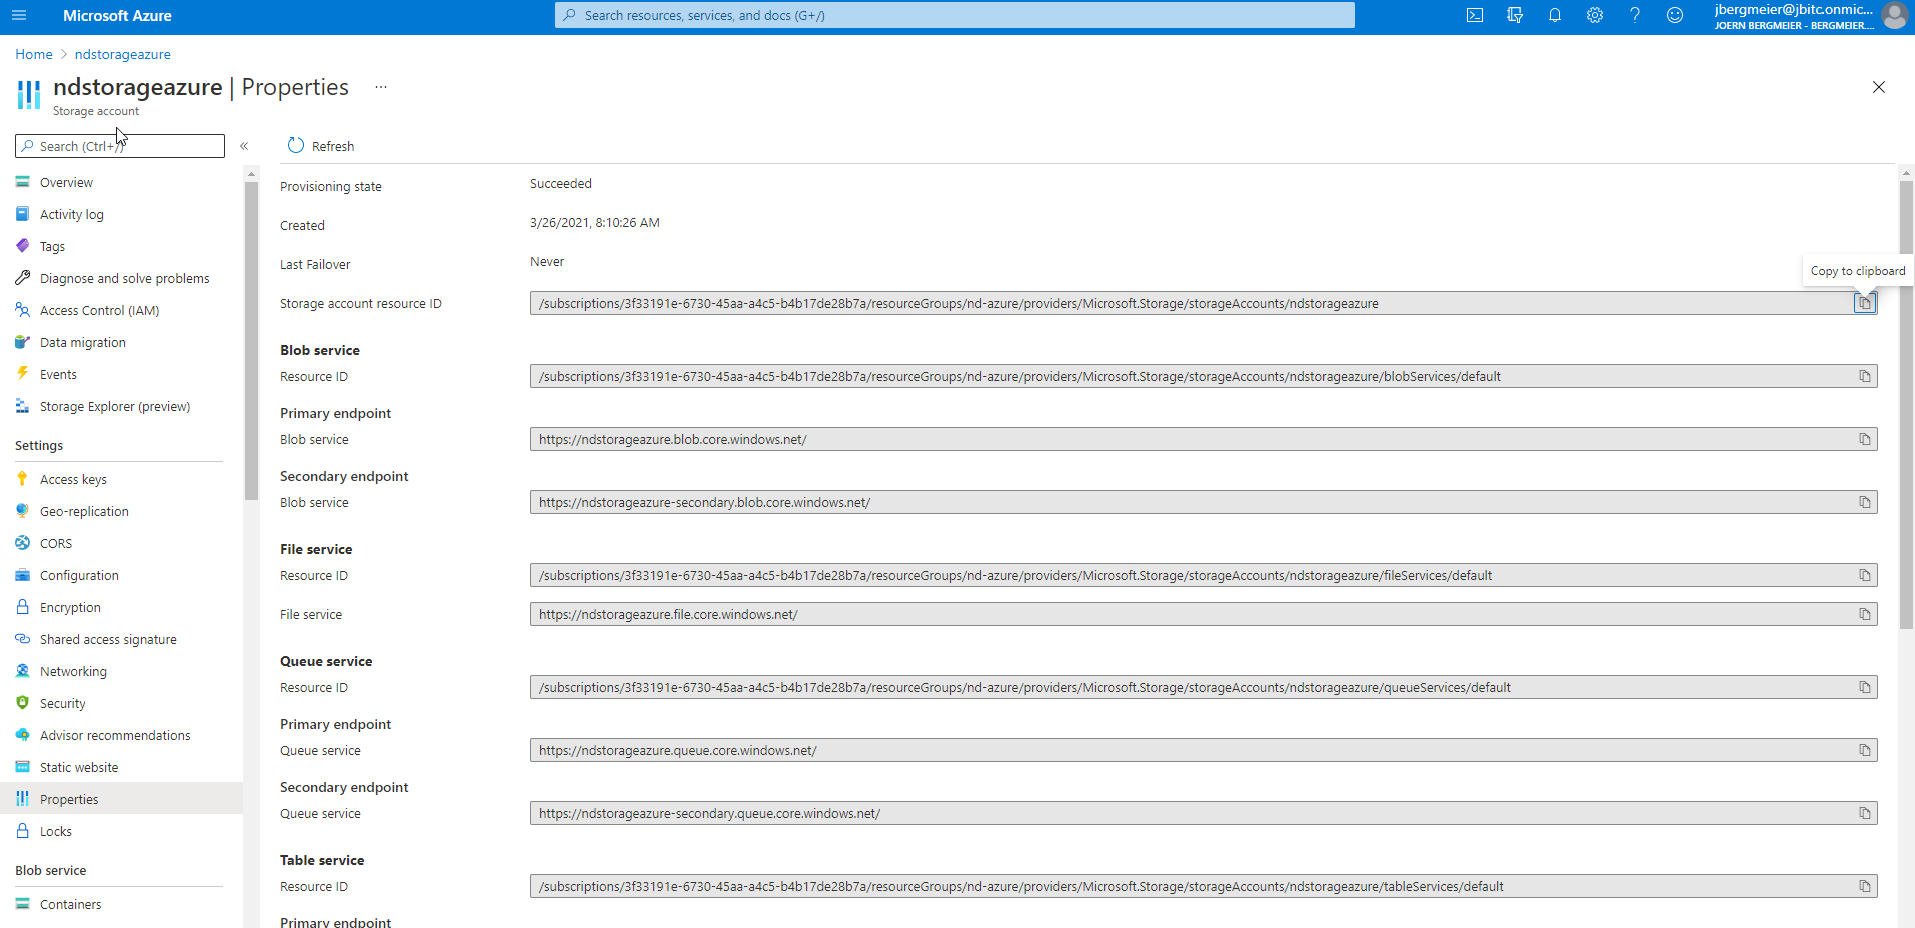 Microsoft Azure
Search resources, services, and docs (G+/)
jbergmeier@jbitc.onmic...
JOERN BERGMEIER - BERGMEIER....
Home > ndstorageazure
ndstorageazure | Properties ...
Storage account
Search (Ctrl+/)
«
Refresh
Overview
Activity log
Tags
Diagnose and solve problems
Access Control (IAM)
Data migration
Events
Storage Explorer (preview)
Settings
Access keys
Geo-replication
CORS
Configuration
Encryption
Shared access signature
Networking
Security
Advisor recommendations
Static website
Properties
Locks
Blob service
Containers
Provisioning state
Succeeded
Created
3/26/2021, 8:10:26 AM
Last Failover
Never
Copy to clipboard
Storage account resource ID
/subscriptions/3f33191e-6730-45aa-a4c5-b4b17de28b7a/resourceGroups/nd-azure/providers/Microsoft.Storage/storageAccounts/ndstorageazure
Blob service
Resource ID
/subscriptions/3f33191e-6730-45aa-a4c5-b4b17de28b7a/resourceGroups/nd-azure/providers/Microsoft.Storage/storageAccounts/ndstorageazure/blobServices/default
Primary endpoint
Blob service
https://ndstorageazure.blob.core.windows.net/
Secondary endpoint
Blob service
https://ndstorageazure-secondary.blob.core.windows.net/
File service
Resource ID
/subscriptions/3f33191e-6730-45aa-a4c5-b4b17de28b7a/resourceGroups/nd-azure/providers/Microsoft.Storage/storageAccounts/ndstorageazure/fileServices/default
File service
https://ndstorageazure.file.core.windows.net/
Queue service
Resource ID
/subscriptions/3f33191e-6730-45aa-a4c5-b4b17de28b7a/resourceGroups/nd-azure/providers/Microsoft.Storage/storageAccounts/ndstorageazure/queueServices/default
Primary endpoint
Queue service
https://ndstorageazure.queue.core.windows.net/
Secondary endpoint
Queue service
https://ndstorageazure-secondary.queue.core.windows.net/
Table service
Resource ID
/subscriptions/3f33191e-6730-45aa-a4c5-b4b17de28b7a/resourceGroups/nd-azure/providers/Microsoft.Storage/storageAccounts/ndstorageazure/tableServices/default
Primary endpoint